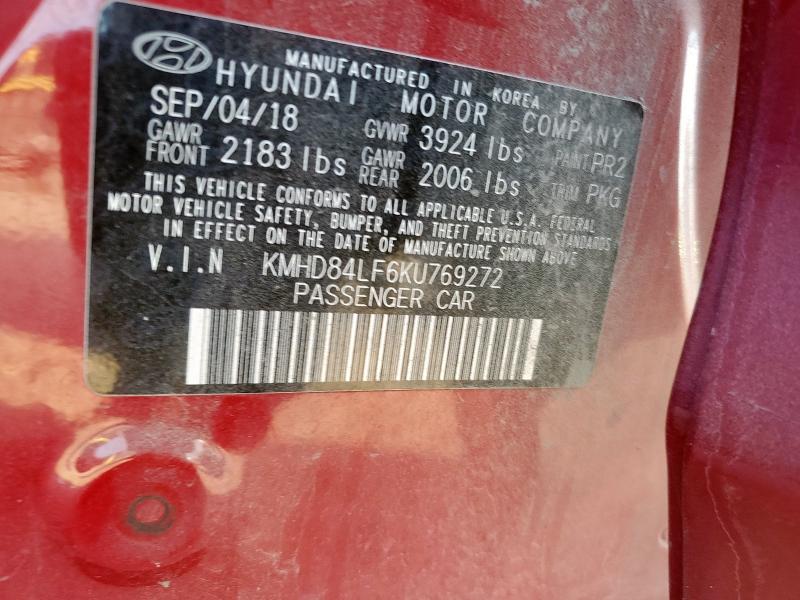 MANUFACTURED IN KOREA BY
HYUNDAI MOTOR COMPANY
SEP/04/18 GVWR 3924 lbs PAINT PR2
GAWR FRONT 2183 lbs GAWR REAR 2006 lbs TRIM PKG
THIS VEHICLE CONFORMS TO ALL APPLICABLE U.S.A. FEDERAL
MOTOR VEHICLE SAFETY, BUMPER, AND THEFT PREVENTION STANDARDS
IN EFFECT ON THE DATE OF MANUFACTURE SHOWN ABOVE
V.I.N KMHD84LF6KU769272
PASSENGER CAR